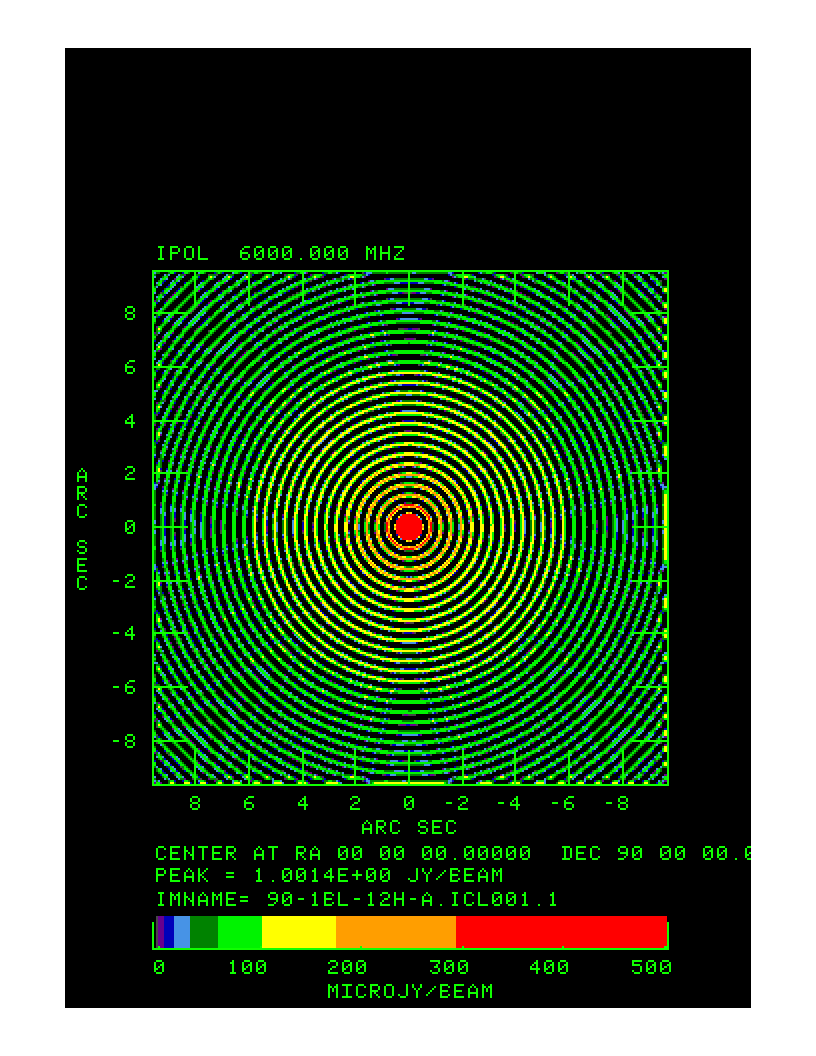 IPOL 6000.000 MHZ
8
6
4
2
0
-2
-4
-6
-8
ARC SEC
8 6 4 2 0 -2 -4 -6 -8
ARC SEC
CENTER AT RA 00 00 00.00000 DEC 90 00 00.0
PEAK = 1.0014E+00 JY/BEAM
IMNAME= 90-1BL-12H-A.ICL001.1
0 100 200 300 400 500
MICROJY/BEAM